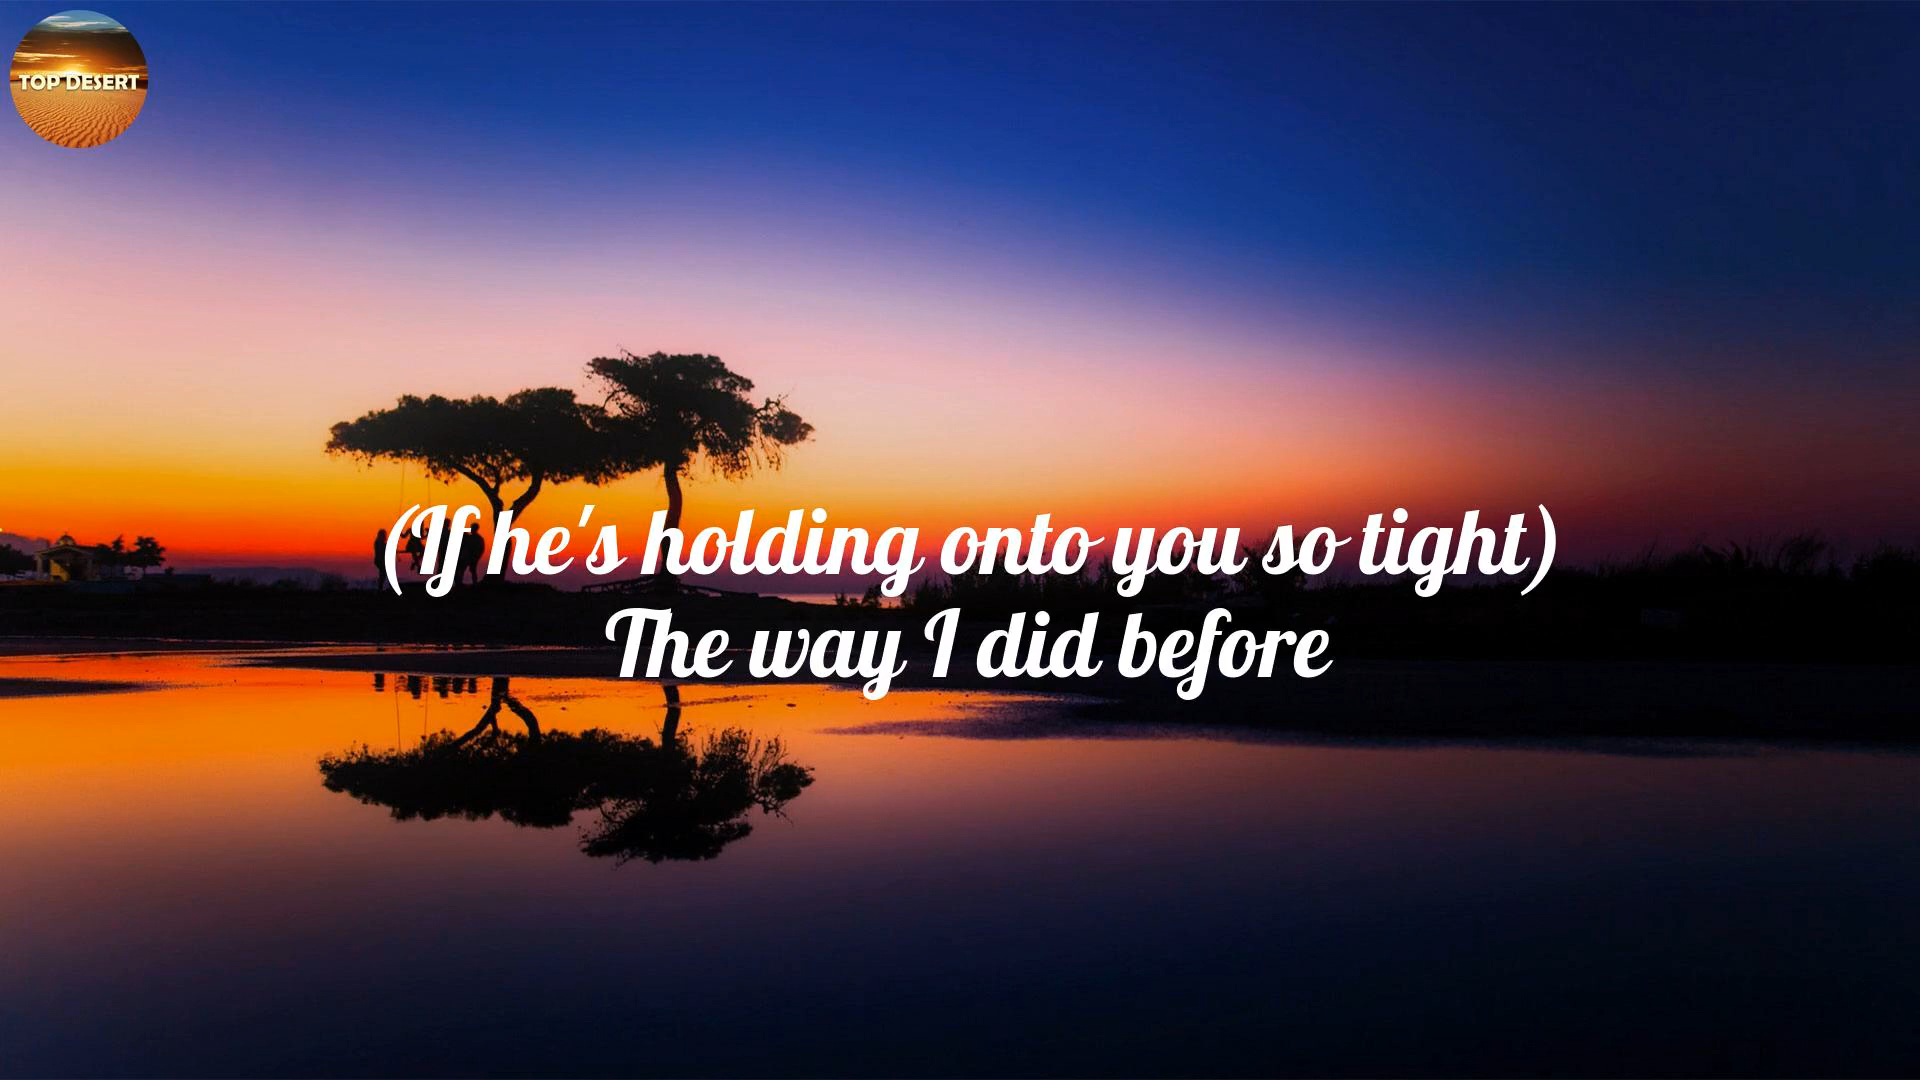 TOP DESERT
(If he's holding onto you so tight)
The way I did before